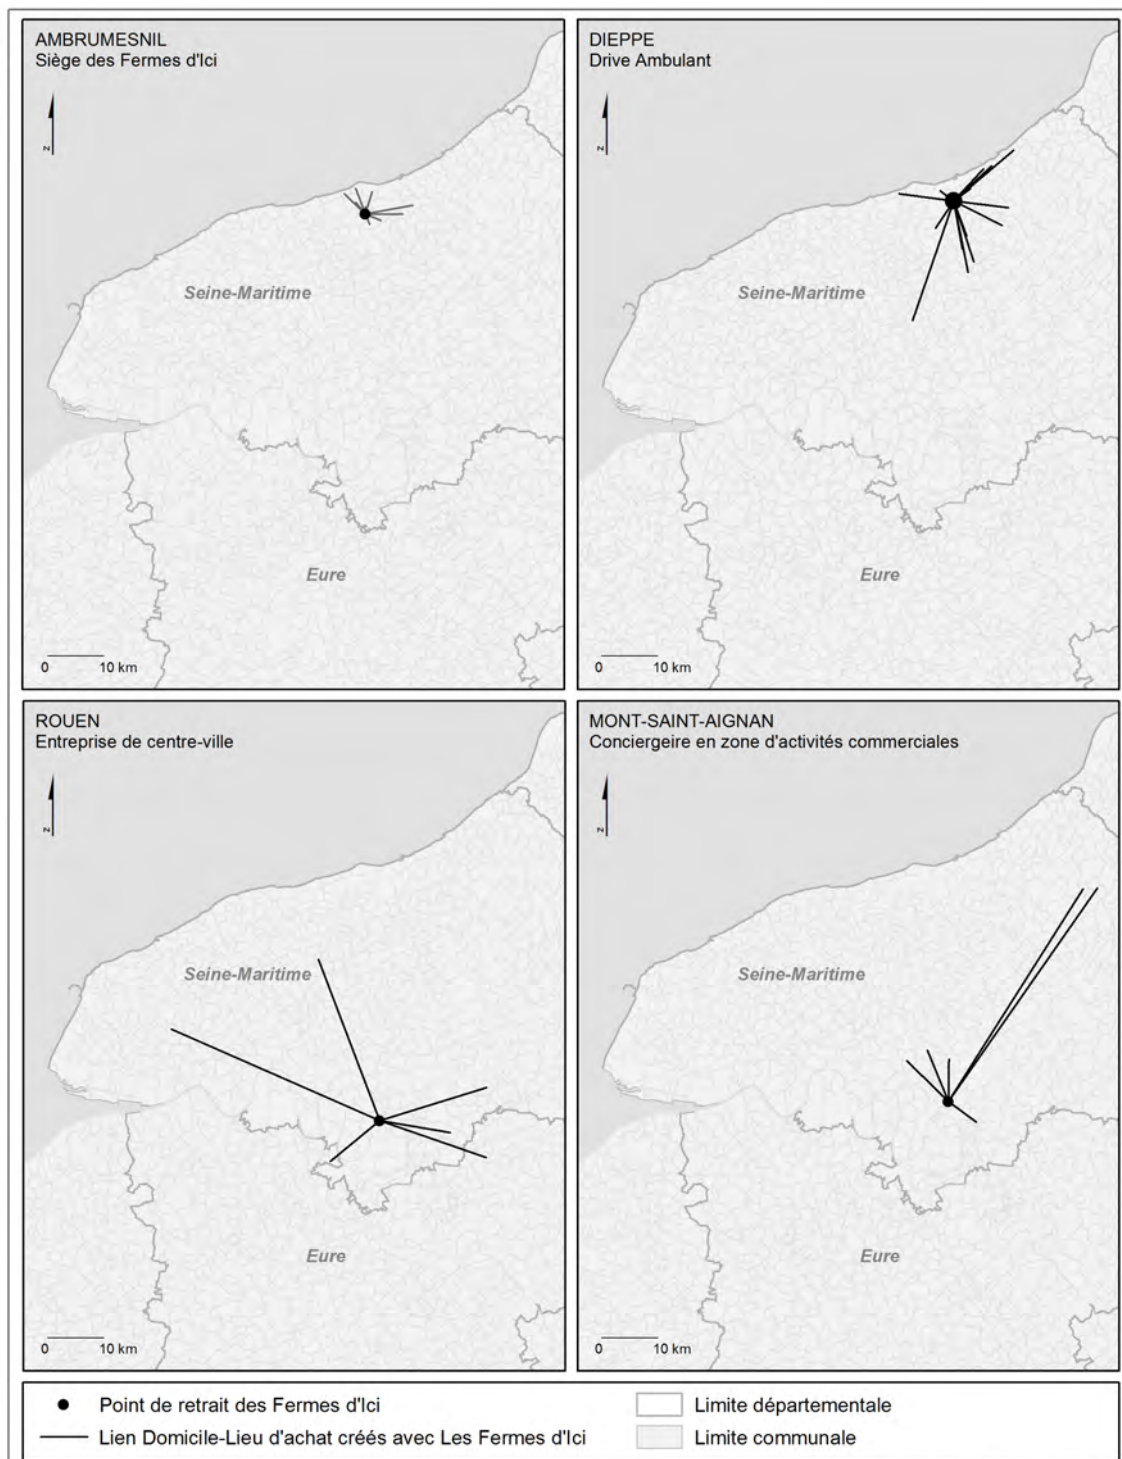 AMBRUMESNIL
Siège des Fermes d'Ici
N
Seine-Maritime
Eure
0 10 km
DIEPPE
Drive Ambulant
N
Seine-Maritime
Eure
0 10 km
ROUEN
Entreprise de centre-ville
N
Seine-Maritime
Eure
0 10 km
MONT-SAINT-AIGNAN
Conciergeire en zone d'activités commerciales
N
Seine-Maritime
Eure
0 10 km
Point de retrait des Fermes d'Ici
Lien Domicile-Lieu d'achat créés avec Les Fermes d'Ici
Limite départementale
Limite communale